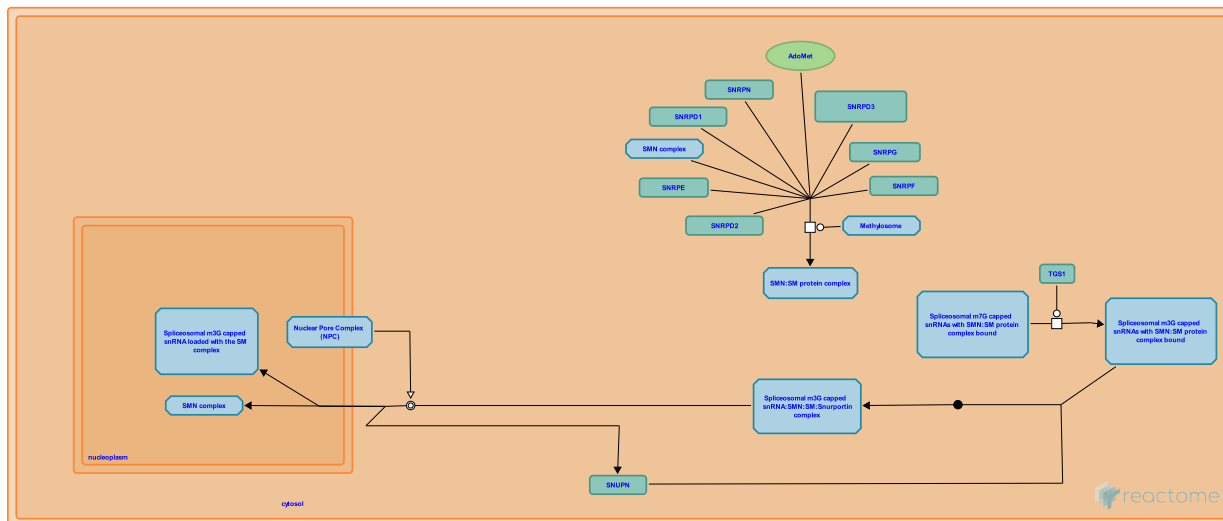 AdoMet
SNRPN
SNRPD3
SNRPD1
SMN complex
SNRPG
SNRPE
SNRPF
SNRPD2
Methylosome
SMN:SM protein complex
TGS1
Spliceosomal m7G capped
snRNAs with SMN:SM protein
complex bound
Spliceosomal m3G capped
snRNAs with SMN:SM protein
complex bound
Spliceosomal m3G capped
snRNA loaded with the SM
complex
Nuclear Pore Complex
(NPC)
SMN complex
Spliceosomal m3G capped
snRNA:SMN:SM:Snurportin
complex
nucleoplasm
SNUPN
cytosol
reactome